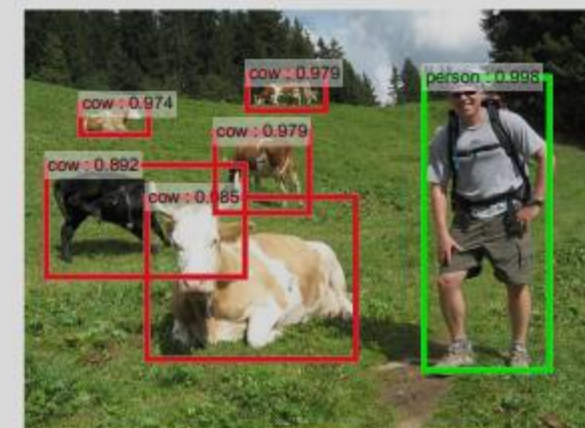 cow : 0.979
person : 0.998
cow : 0.974
cow : 0.979
cow : 0.892
cow : 0.985